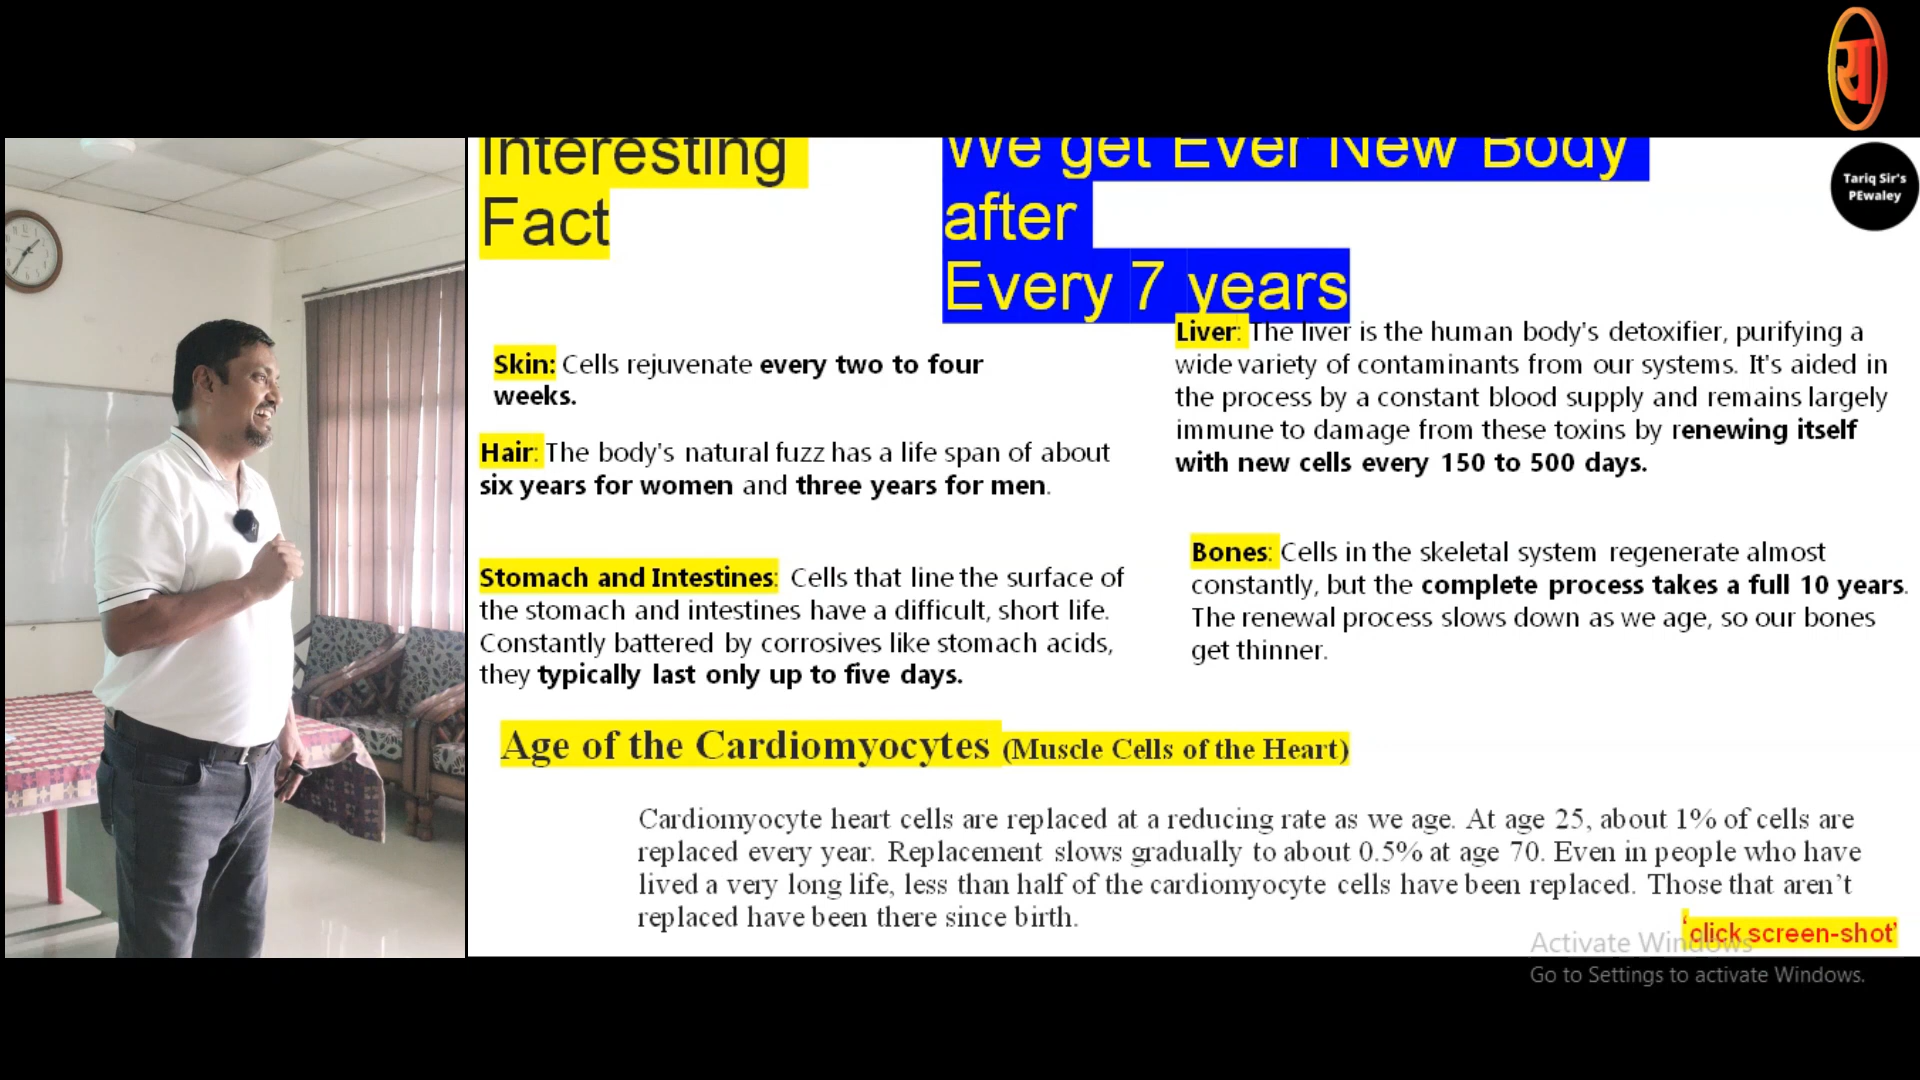 य
Tariq Sir's
PEwaley
Interesting
Fact
We get Ever New Body
after
Every 7 years
Skin: Cells rejuvenate every two to four
weeks.
Hair: The body's natural fuzz has a life span of about
six years for women and three years for men.
Stomach and Intestines: Cells that line the surface of
the stomach and intestines have a difficult, short life.
Constantly battered by corrosives like stomach acids,
they typically last only up to five days.
Liver: The liver is the human body's detoxifier, purifying a
wide variety of contaminants from our systems. It's aided in
the process by a constant blood supply and remains largely
immune to damage from these toxins by renewing itself
with new cells every 150 to 500 days.
Bones: Cells in the skeletal system regenerate almost
constantly, but the complete process takes a full 10 years.
The renewal process slows down as we age, so our bones
get thinner.
Age of the Cardiomyocytes (Muscle Cells of the Heart)
Cardiomyocyte heart cells are replaced at a reducing rate as we age. At age 25, about 1% of cells are
replaced every year. Replacement slows gradually to about 0.5% at age 70. Even in people who have
lived a very long life, less than half of the cardiomyocyte cells have been replaced. Those that aren't
replaced have been there since birth.
'click screen-shot'
Activate Windows
Go to Settings to activate Windows.